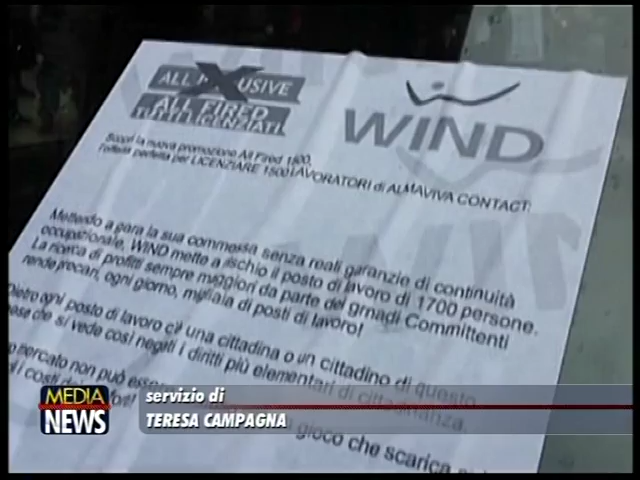 ALL INCLUSIVE
ALL FIRED
TUTTI LICENZIATI
WIND
Scopri la nuova promozione All Fired 1500,
l'offerta perfetta per LICENZIARE 1500 LAVORATORI di ALMAVIVA CONTACT:
Mettendo a gara la sua commessa senza reali garanzie di continuità
occupazionale, WIND mette a rischio il posto di lavoro di 1700 persone.
La ricerca di profitti sempre maggiori da parte dei grnadi Committenti
rende precari, ogni giorno, migliaia di posti di lavoro!
Dietro ogni posto di lavoro c'è una cittadina o un cittadino di questo
paese che si vede così negati i diritti più elementari di cittadinanza.
mercato non può essere gioco che scarica
i costi
MEDIA
NEWS
servizio di
TERESA CAMPAGNA